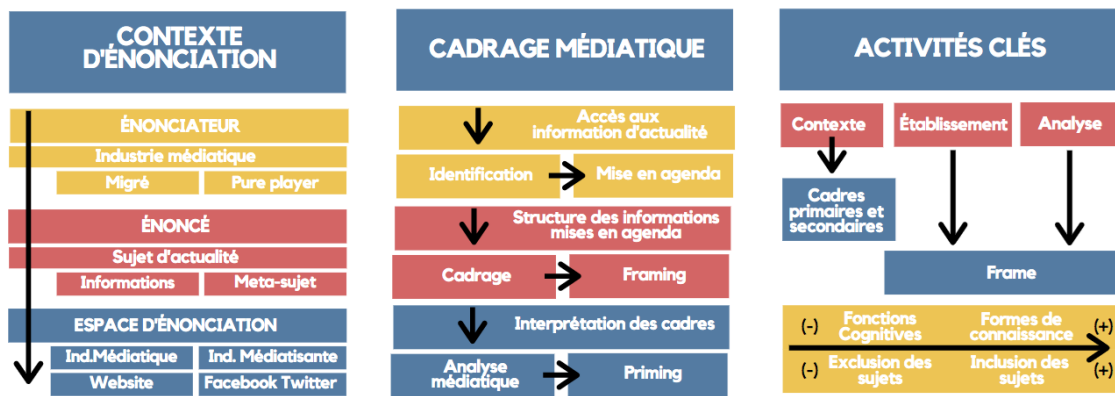 CONTEXTE
D'ÉNONCIATION
ÉNONCIATEUR
Industrie médiatique
Migré
Pure player
ÉNONCÉ
Sujet d'actualité
Informations
Meta-sujet
ESPACE D'ÉNONCIATION
Ind.Médiatique
Ind. Médiatisante
Website
Facebook Twitter
CADRAGE MÉDIATIQUE
Accès aux
information d'actualité
Identification
Mise en agenda
Structure des informations
mises en agenda
Cadrage
Framing
Interprétation des cadres
Analyse
médiatique
Priming
ACTIVITÉS CLÉS
Contexte
Établissement
Analyse
Cadres
primaires et
secondaires
Frame
(-) Fonctions
Cognitives
Formes de
connaissance (+)
(-) Exclusion des
sujets
Inclusion des
sujets (+)